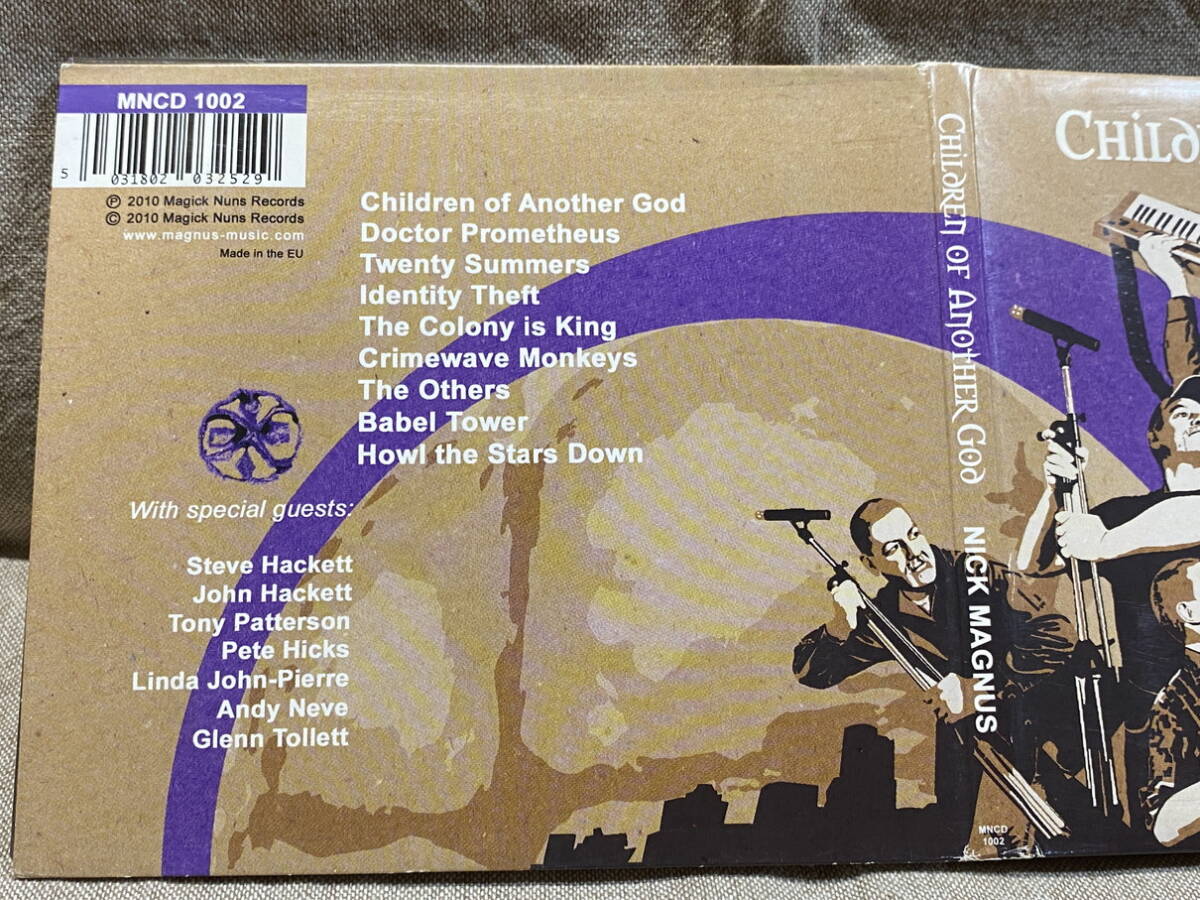 MNCD 1002
5 031802 032529
℗ 2010 Magick Nuns Records
© 2010 Magick Nuns Records
www.magnus-music.com
Made in the EU
Children of Another God
Doctor Prometheus
Twenty Summers
Identity Theft
The Colony is King
Crimewave Monkeys
The Others
Babel Tower
Howl the Stars Down
With special guests:
Steve Hackett
John Hackett
Tony Patterson
Pete Hicks
Linda John-Pierre
Andy Neve
Glenn Tollett
Children of Another God NICK MAGNUS
MNCD
1002
Child